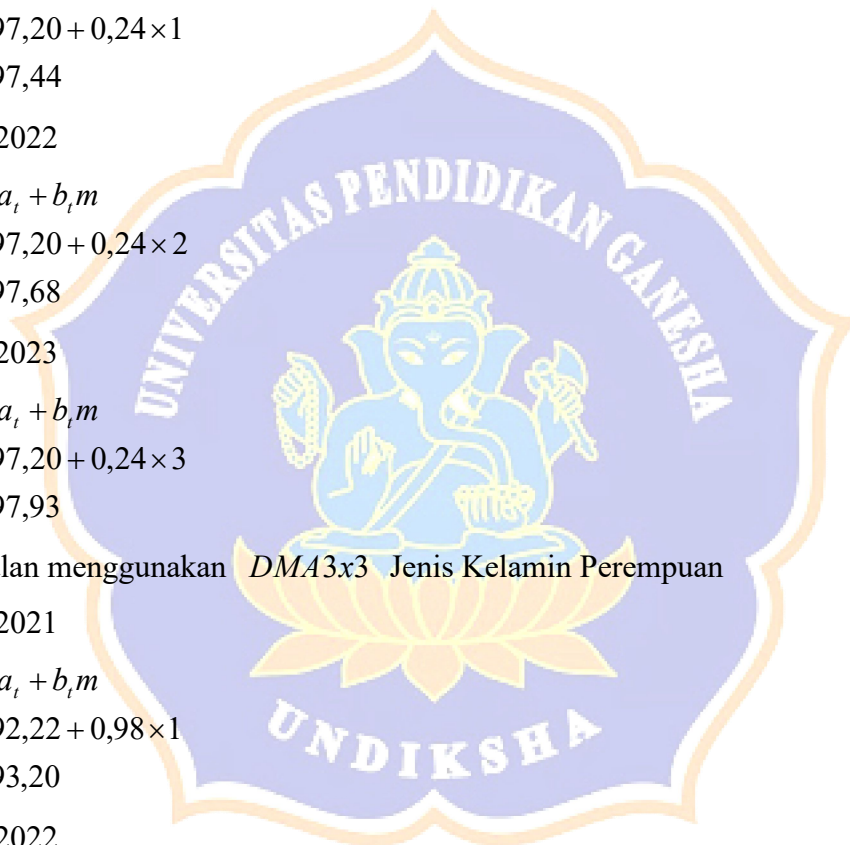 97,20 + 0,24 × 1
97,44
2022
a_t + b_t m
97,20 + 0,24 × 2
97,68
2023
a_t + b_t m
97,20 + 0,24 × 3
97,93
lan menggunakan DMA3x3 Jenis Kelamin Perempuan
2021
a_t + b_t m
92,22 + 0,98 × 1
93,20
2022
UNIVERSITAS PENDIDIKAN GANESHA
UNDIKSHA